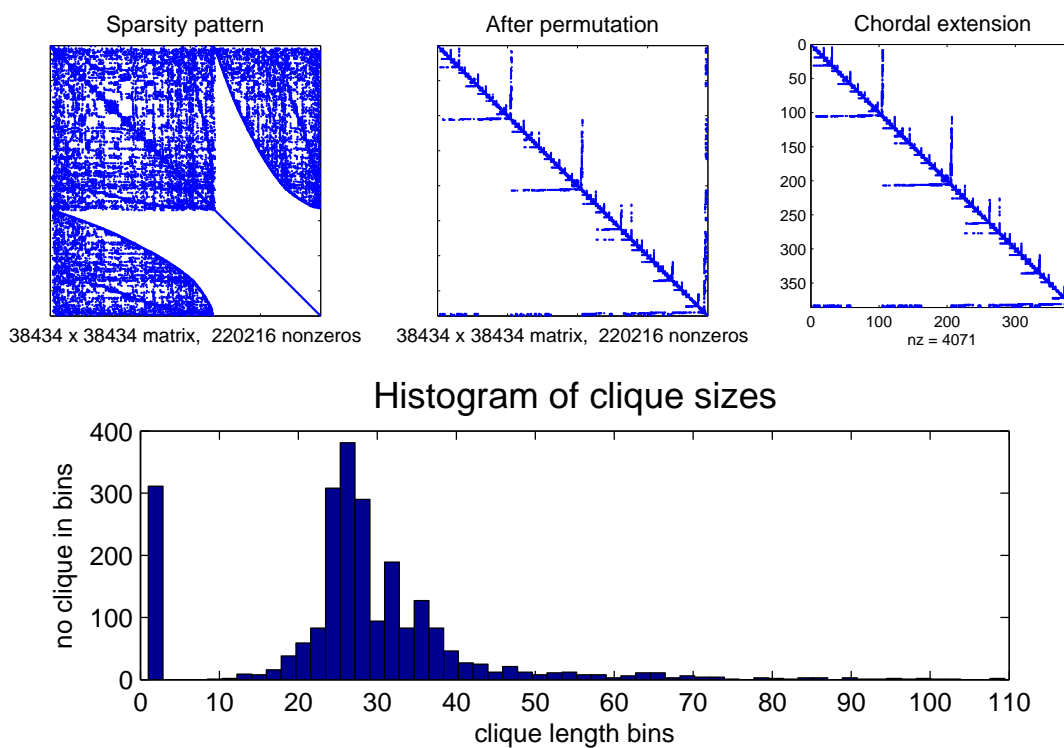 Sparsity pattern
After permutation
Chordal extension
0
50
100
150
200
250
300
350
0 100 200 300
nz = 4071
38434 x 38434 matrix, 220216 nonzeros
38434 x 38434 matrix, 220216 nonzeros
Histogram of clique sizes
no clique in bins
400
300
200
100
0
0 10 20 30 40 50 60 70 80 90 100 110
clique length bins